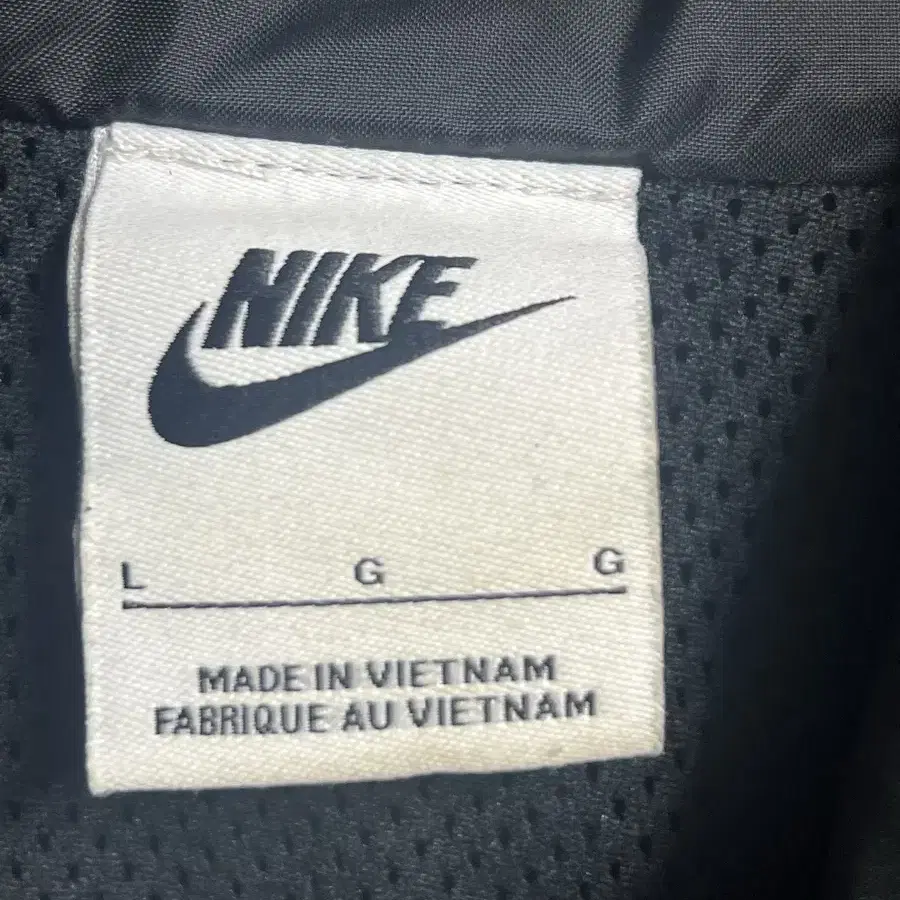 NIKE
L G G
MADE IN VIETNAM
FABRIQUE AU VIETNAM